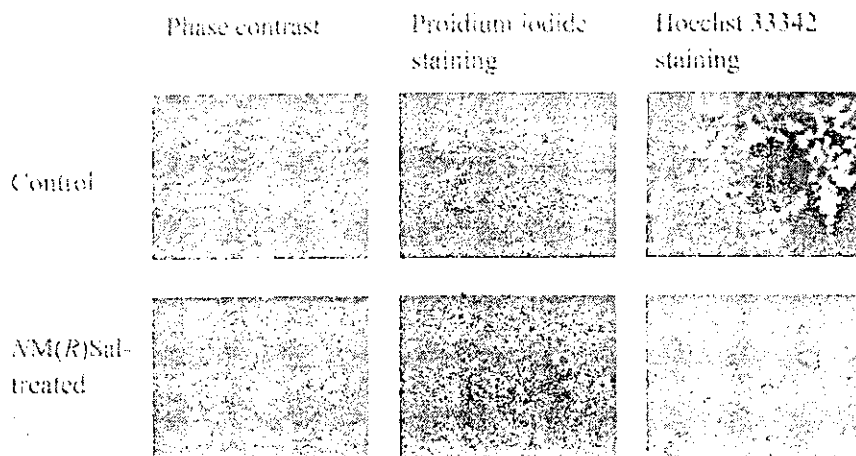 Phase contrast
Proidium iodide
staining
Hoechst 33342
staining
Control
NM(R)Sal-
treated